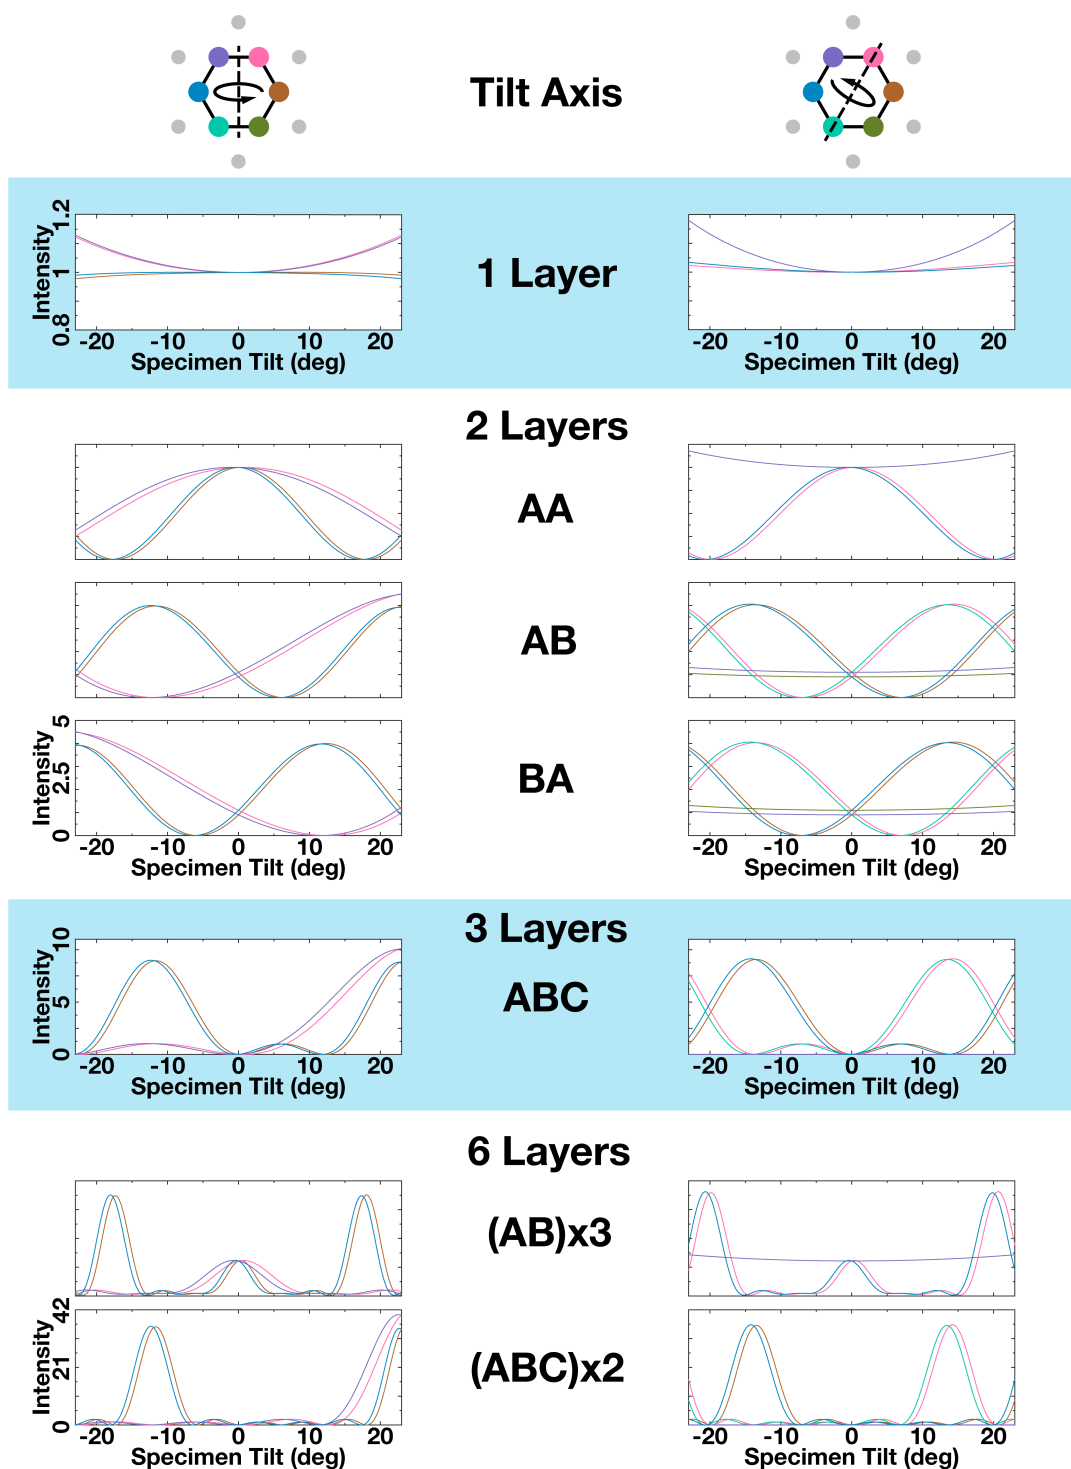 Tilt Axis
1 Layer
Intensity
1.2
1
0.8
-20 -10 0 10 20
Specimen Tilt (deg)
-20 -10 0 10 20
Specimen Tilt (deg)
2 Layers
AA
AB
BA
Intensity
5
2.5
0
-20 -10 0 10 20
Specimen Tilt (deg)
-20 -10 0 10 20
Specimen Tilt (deg)
3 Layers
ABC
Intensity
10
5
0
-20 -10 0 10 20
Specimen Tilt (deg)
-20 -10 0 10 20
Specimen Tilt (deg)
6 Layers
(AB)x3
(ABC)x2
Intensity
42
21
0
-20 -10 0 10 20
Specimen Tilt (deg)
-20 -10 0 10 20
Specimen Tilt (deg)